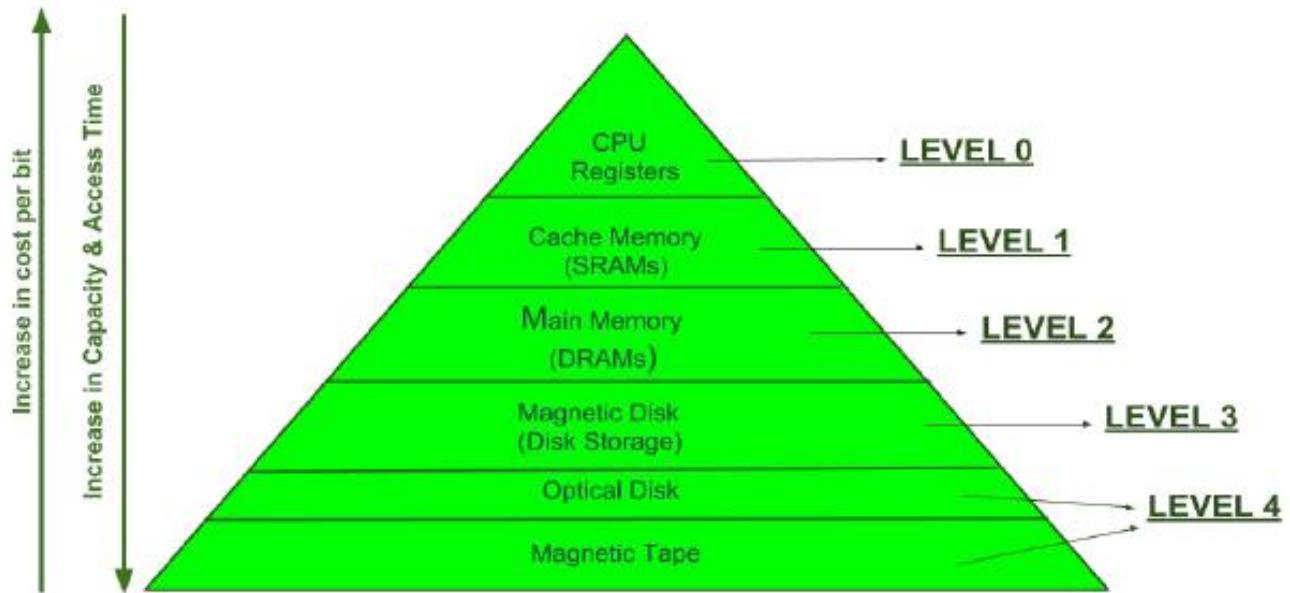 Increase in cost per bit
Increase in Capacity & Access Time
CPU
Registers
LEVEL 0
Cache Memory
(SRAMs)
LEVEL 1
Main Memory
(DRAMs)
LEVEL 2
Magnetic Disk
(Disk Storage)
LEVEL 3
Optical Disk
LEVEL 4
Magnetic Tape